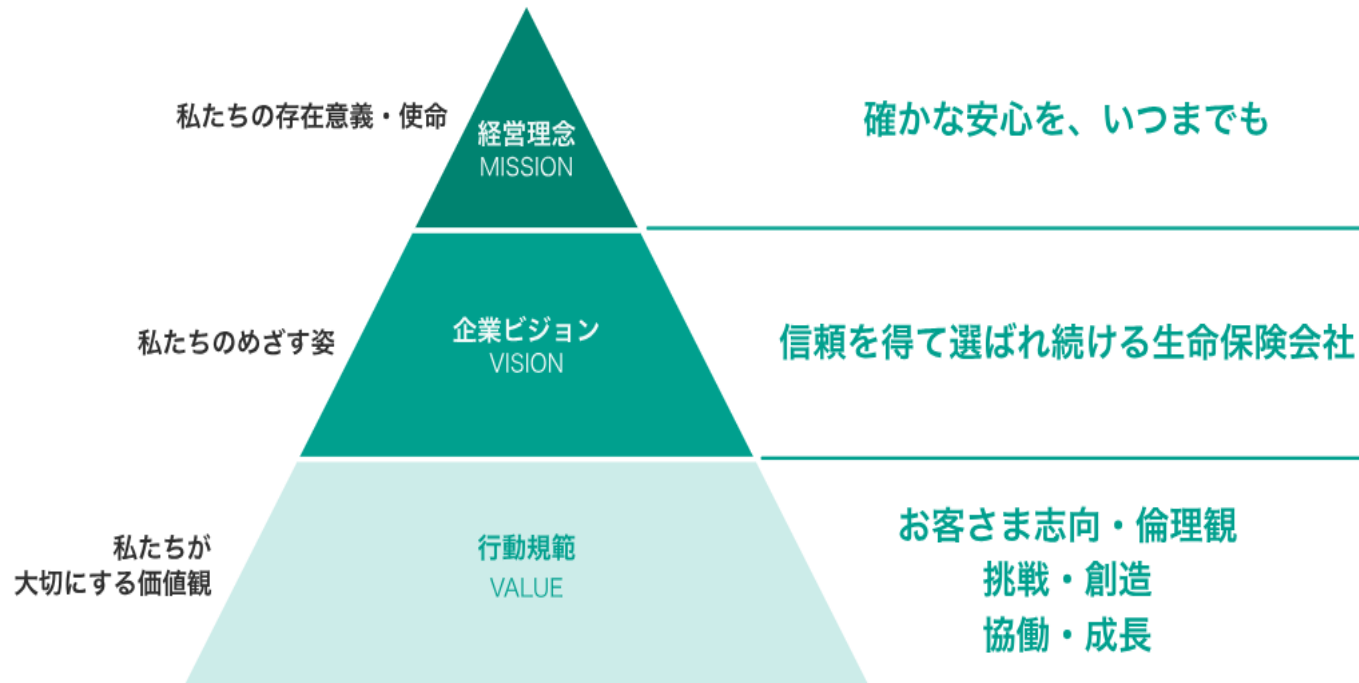 私たちの存在意義・使命
経営理念
MISSION
確かな安心を、いつまでも
私たちのめざす姿
企業ビジョン
VISION
信頼を得て選ばれ続ける生命保険会社
私たちが
大切にする価値観
行動規範
VALUE
お客さま志向・倫理観
挑戦・創造
協働・成長